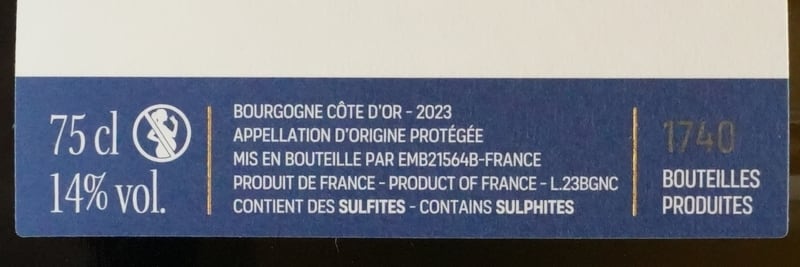 75 cl
14% vol.
BOURGOGNE CÔTE D'OR - 2023
APPELLATION D'ORIGINE PROTÉGÉE
MIS EN BOUTEILLE PAR EMB21564B-FRANCE
PRODUIT DE FRANCE - PRODUCT OF FRANCE - L.23BGNC
CONTIENT DES SULFITES - CONTAINS SULPHITES
1740
BOUTEILLES
PRODUITES